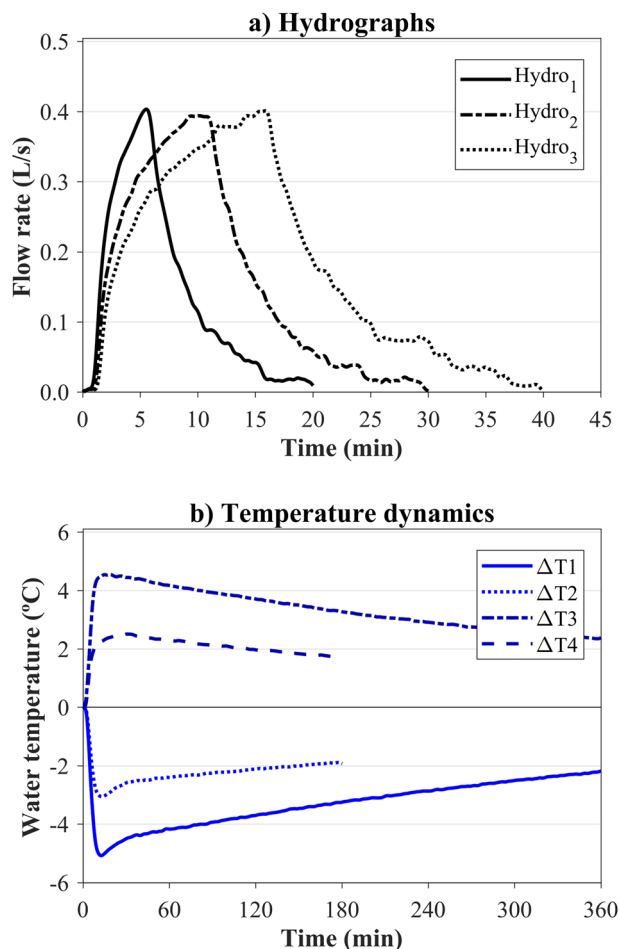 a) Hydrographs
0.5
0.4
0.3
0.2
0.1
0.0
Flow rate (L/s)
Hydro1
Hydro2
Hydro3
0 5 10 15 20 25 30 35 40 45
Time (min)
b) Temperature dynamics
6
4
2
0
-2
-4
-6
Water temperature (ºC)
ΔT1
ΔT2
ΔT3
ΔT4
0 60 120 180 240 300 360
Time (min)